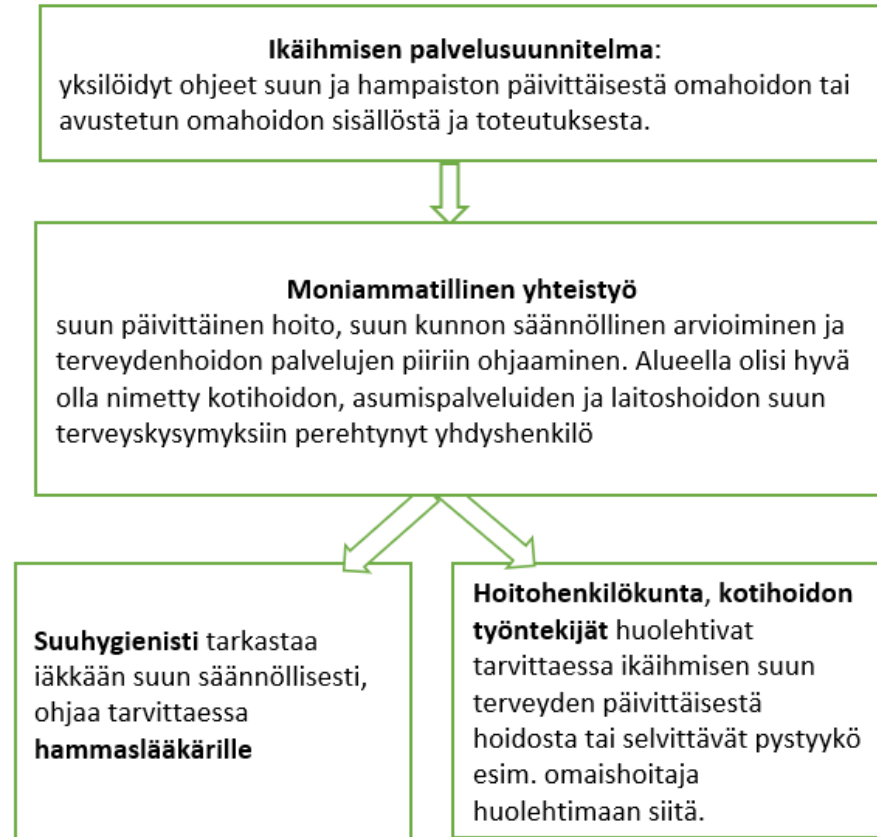 Ikäihmisen palvelusuunnitelma:
yksilöidyt ohjeet suun ja hampaiston päivittäisestä omahoidon tai
avustetun omahoidon sisällöstä ja toteutuksesta.
Moniammatillinen yhteistyö
suun päivittäinen hoito, suun kunnon säännöllinen arvioiminen ja
terveydenhoidon palvelujen piiriin ohjaaminen. Alueella olisi hyvä
olla nimetty kotihoidon, asumispalveluiden ja laitoshoidon suun
terveyskysymyksiin perehtynyt yhdyshenkilö
Suuhygienisti tarkastaa
iäkkään suun säännöllisesti,
ohjaa tarvittaessa
hammaslääkärille
Hoitohenkilökunta, kotihoidon
työntekijät huolehtivat
tarvittaessa ikäihmisen suun
terveyden päivittäisestä
hoidosta tai selvittävät pystyykö
esim. omaishoitaja
huolehtimaan siitä.